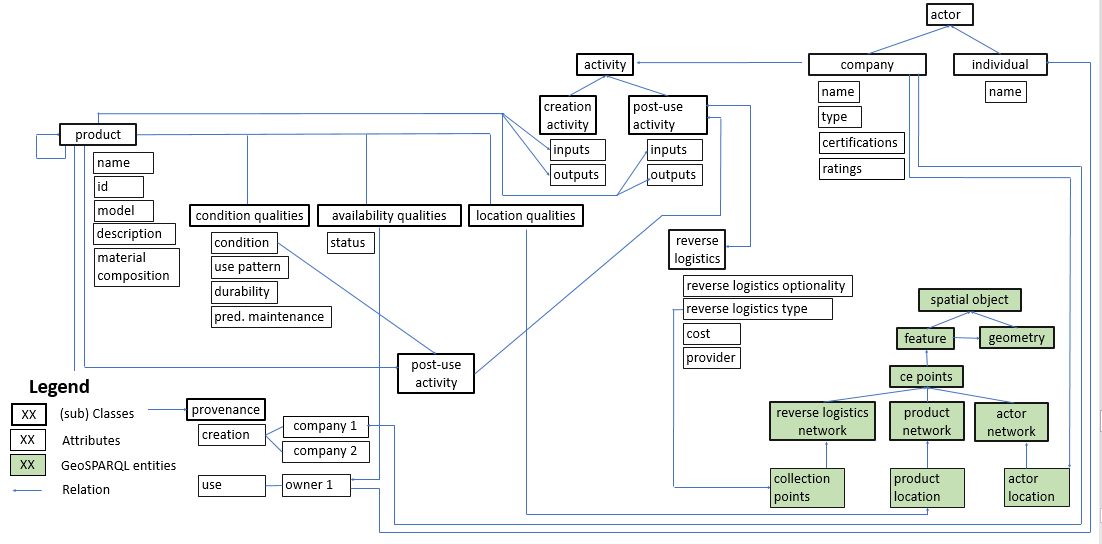 actor
activity
company
individual
name
type
certifications
ratings
name
creation
activity
post-use
activity
inputs
outputs
inputs
outputs
product
name
id
model
description
material
composition
condition qualities
availability qualities
location qualities
condition
use pattern
durability
pred. maintenance
status
reverse
logistics
reverse logistics optionality
reverse logistics type
cost
provider
spatial object
feature
geometry
ce points
reverse logistics
network
product
network
actor
network
collection
points
product
location
actor
location
post-use
activity
Legend
XX
(sub) Classes
XX
Attributes
XX
GeoSPARQL entities
Relation
provenance
creation
company 1
company 2
use
owner 1